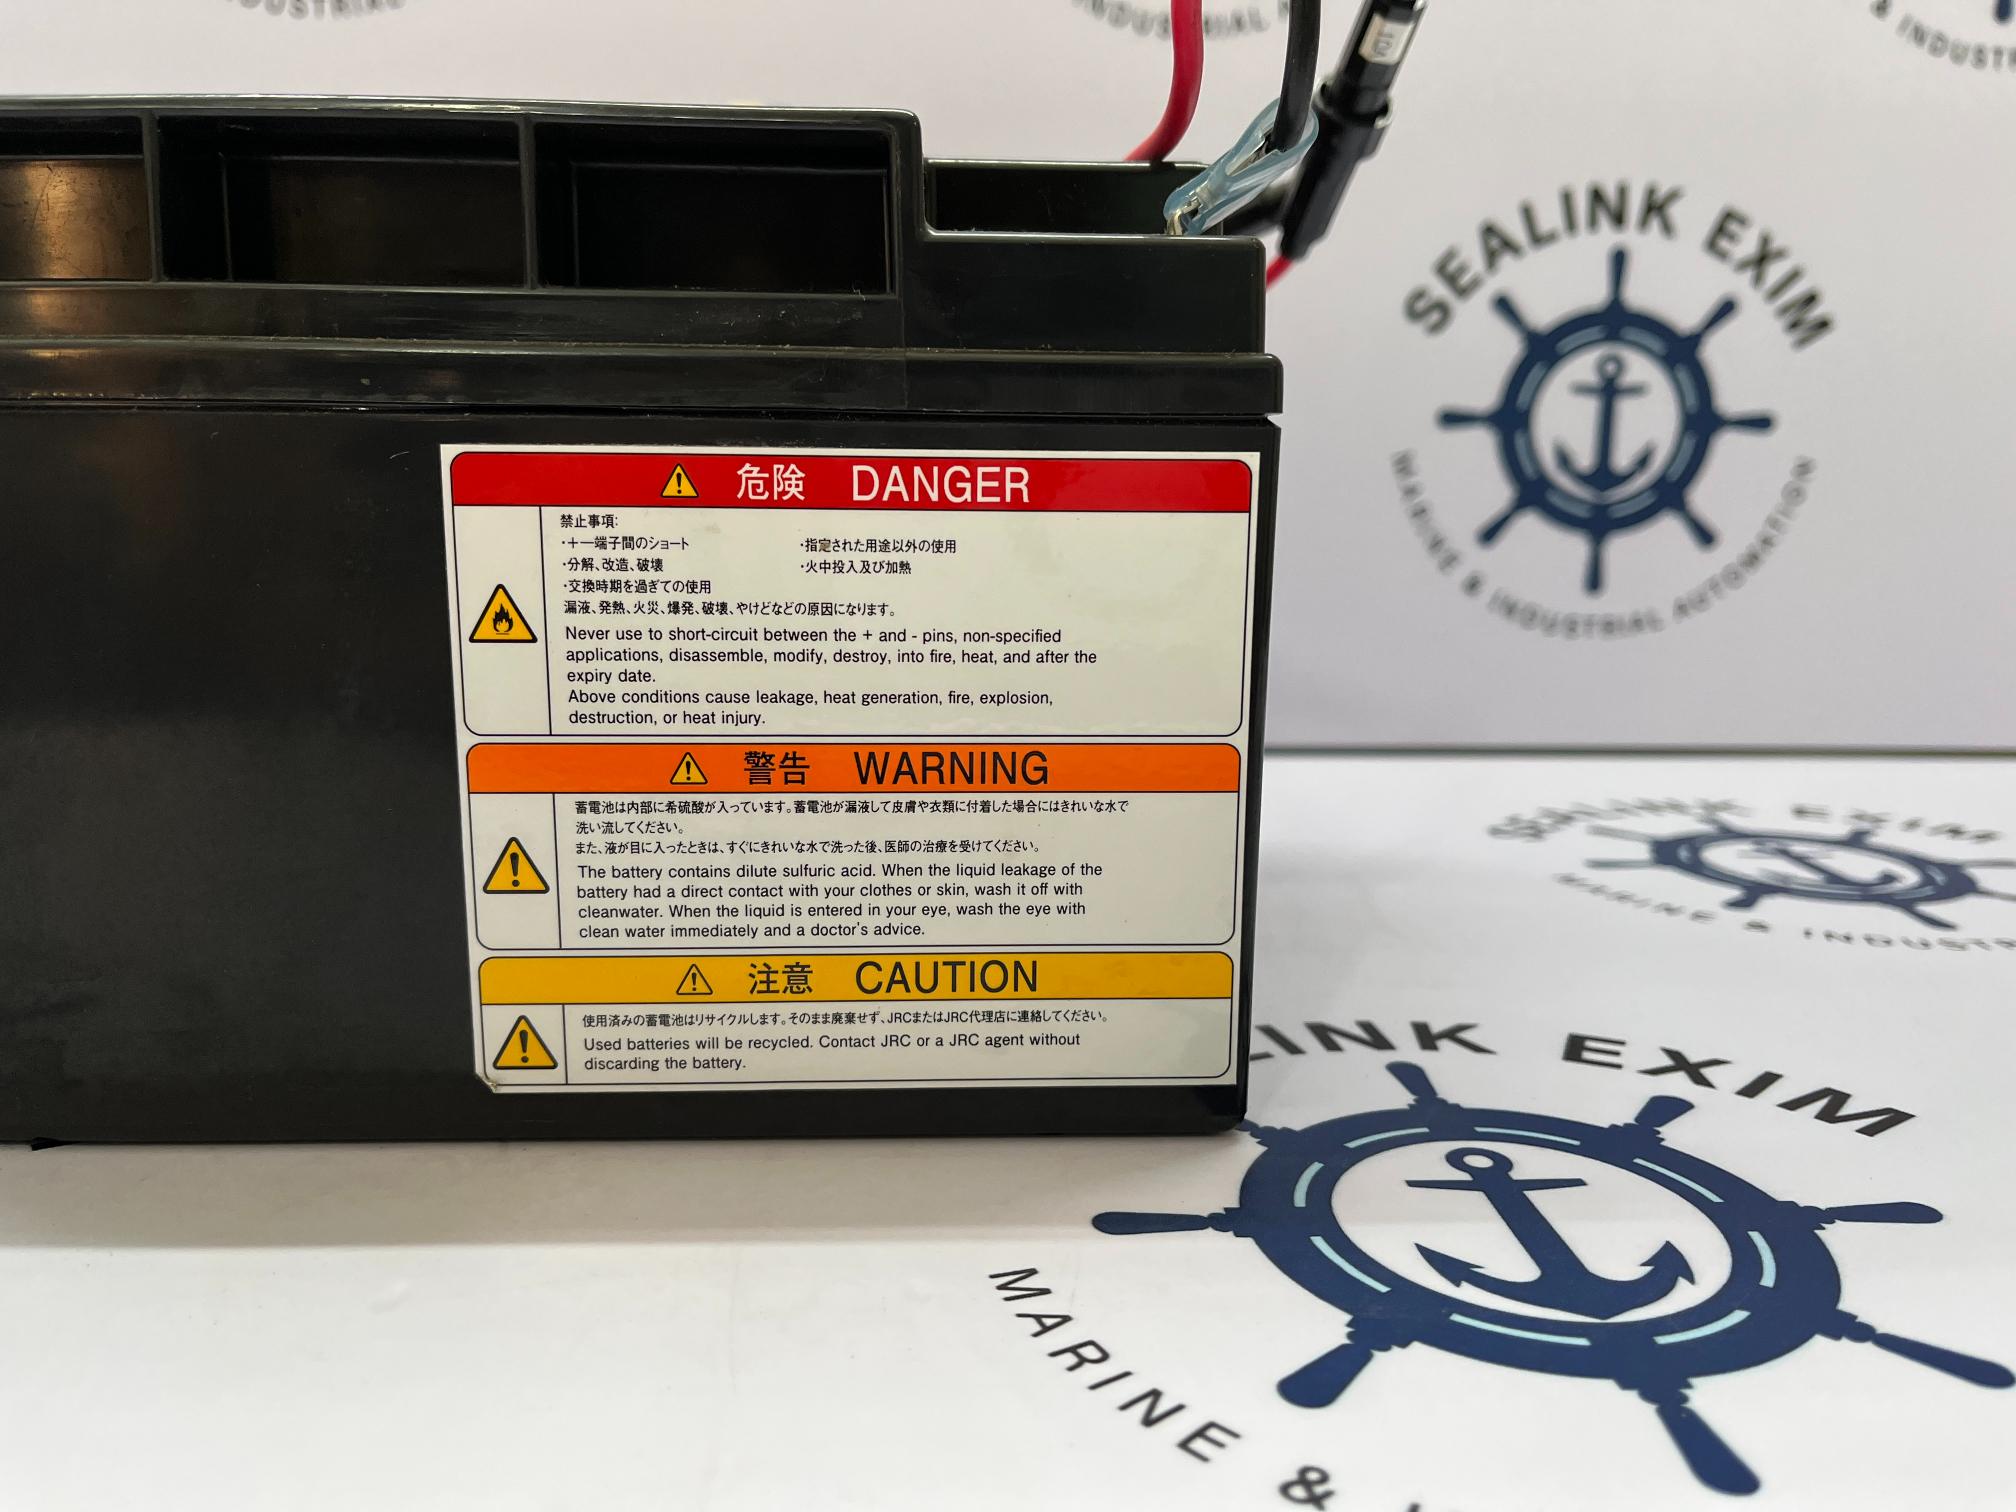 危険 DANGER
禁止事項:
・＋－端子間のショート ・指定された用途以外の使用
・分解、改造、破壊 ・火中投入及び加熱
・交換時期を過ぎての使用
漏液、発熱、火災、爆発、破壊、やけどなどの原因になります。
Never use to short-circuit between the + and - pins, non-specified
applications, disassemble, modify, destroy, into fire, heat, and after the
expiry date.
Above conditions cause leakage, heat generation, fire, explosion,
destruction, or heat injury.
警告 WARNING
蓄電池は内部に希硫酸が入っています。蓄電池が漏液して皮膚や衣類に付着した場合にはきれいな水で
洗い流してください。
また、液が目に入ったときは、すぐにきれいな水で洗った後、医師の治療を受けてください。
The battery contains dilute sulfuric acid. When the liquid leakage of the
battery had a direct contact with your clothes or skin, wash it off with
cleanwater. When the liquid is entered in your eye, wash the eye with
clean water immediately and a doctor's advice.
注意 CAUTION
使用済みの蓄電池はリサイクルします。そのまま廃棄せず、JRCまたはJRC代理店に連絡してください。
Used batteries will be recycled. Contact JRC or a JRC agent without
discarding the battery.
SEALINK EXIM
MARINE & INDUSTRIAL AUTOMATION
SEALINK EXIM
MARINE & INDUST
LINK EXIM
MARINE &
INDUSTRIAL
& INDUST